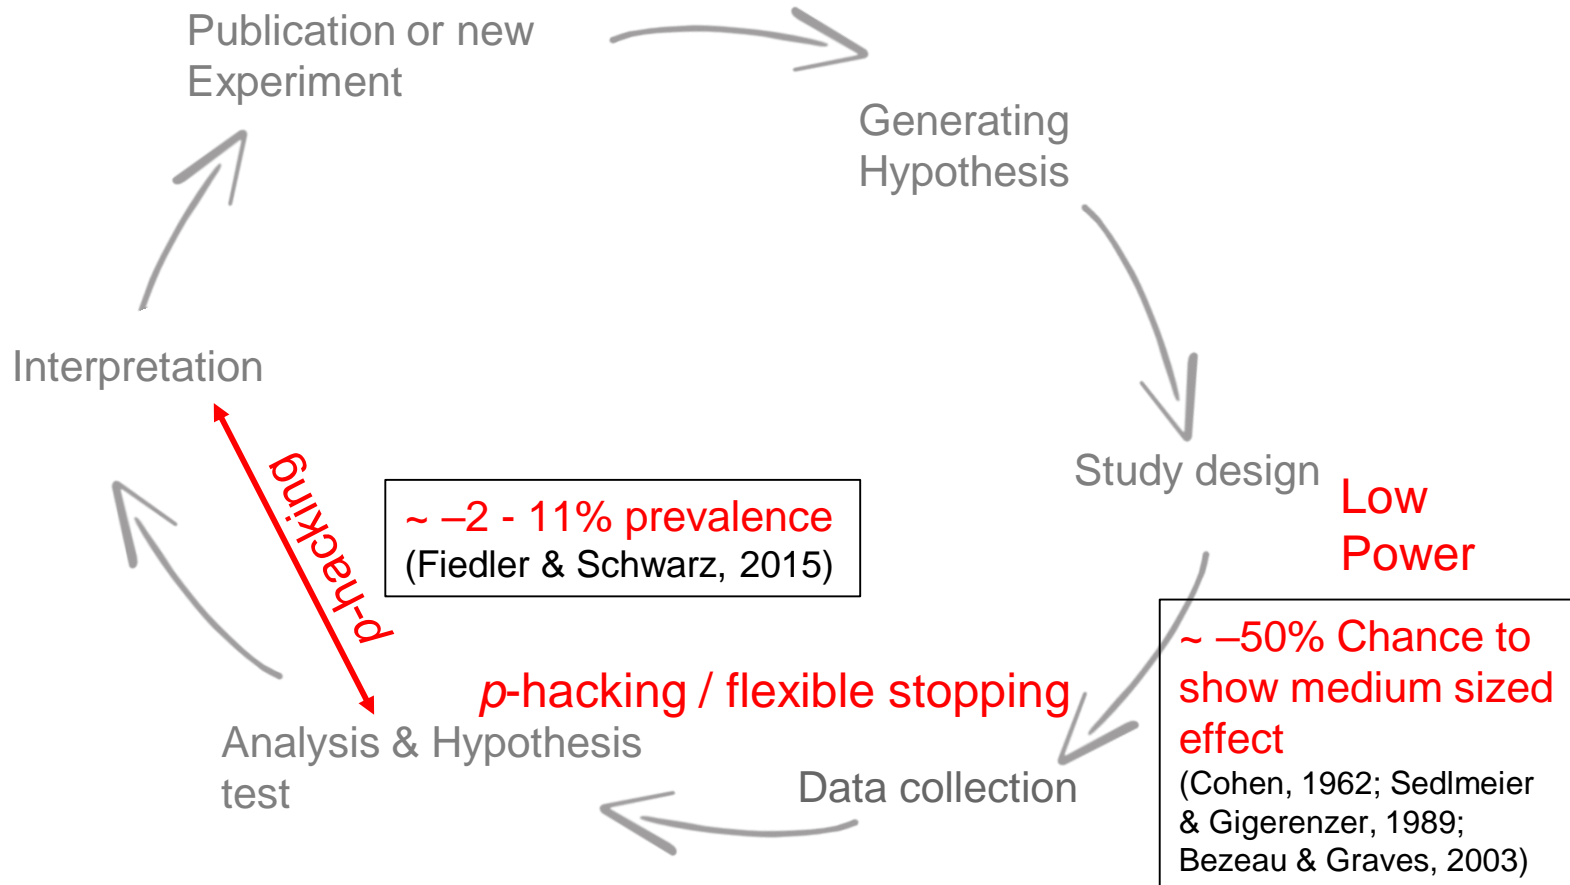 Publication or new
Experiment
Generating
Hypothesis
Interpretation
Study design
Low
Power
p-hacking
~ –2 - 11% prevalence
(Fiedler & Schwarz, 2015)
~ –50% Chance to
show medium sized
effect
(Cohen, 1962; Sedlmeier
& Gigerenzer, 1989;
Bezeau & Graves, 2003)
p-hacking / flexible stopping
Analysis & Hypothesis
test
Data collection